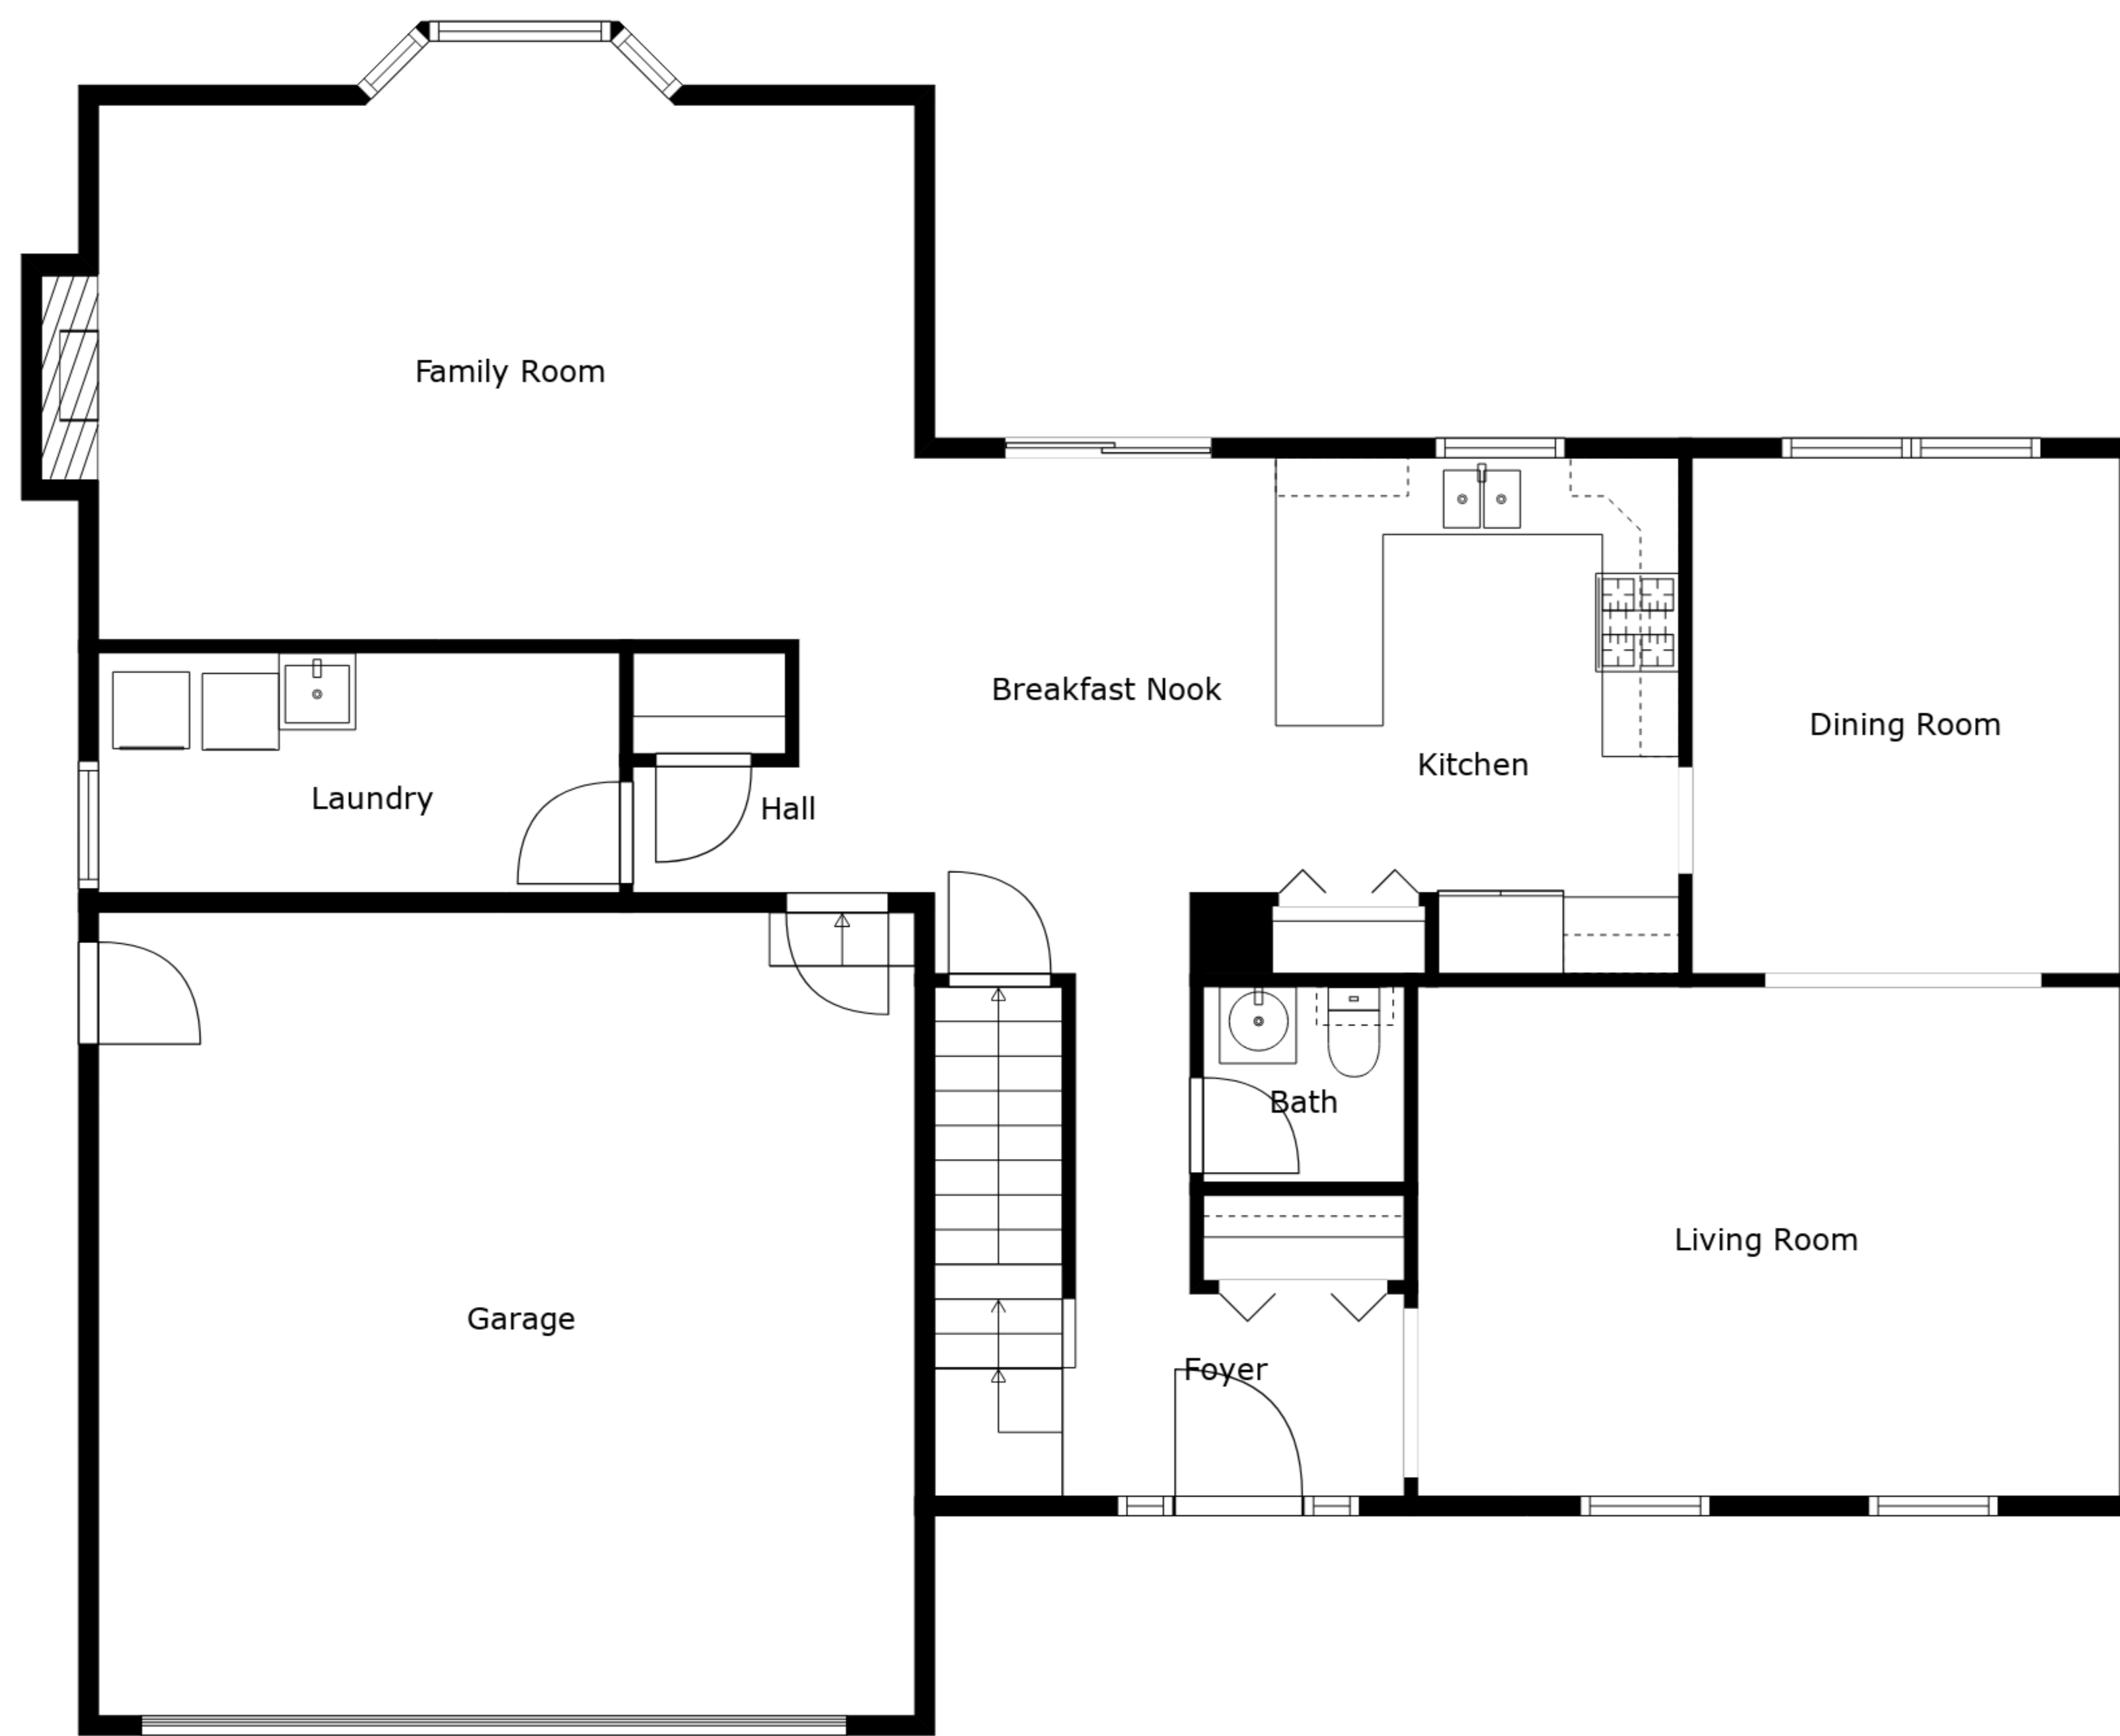 Family Room
Breakfast Nook
Dining Room
Kitchen
Laundry
Hall
Bath
Living Room
Garage
Foyer